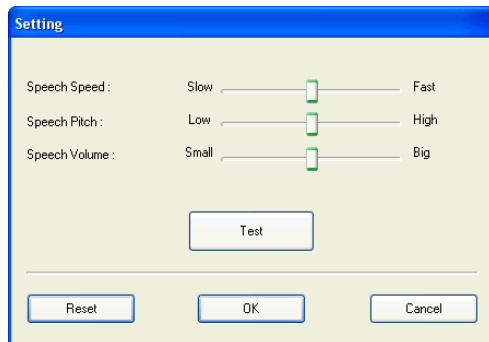 Setting
Speech Speed : Slow Fast
Speech Pitch : Low High
Speech Volume : Small Big
Test
Reset OK Cancel